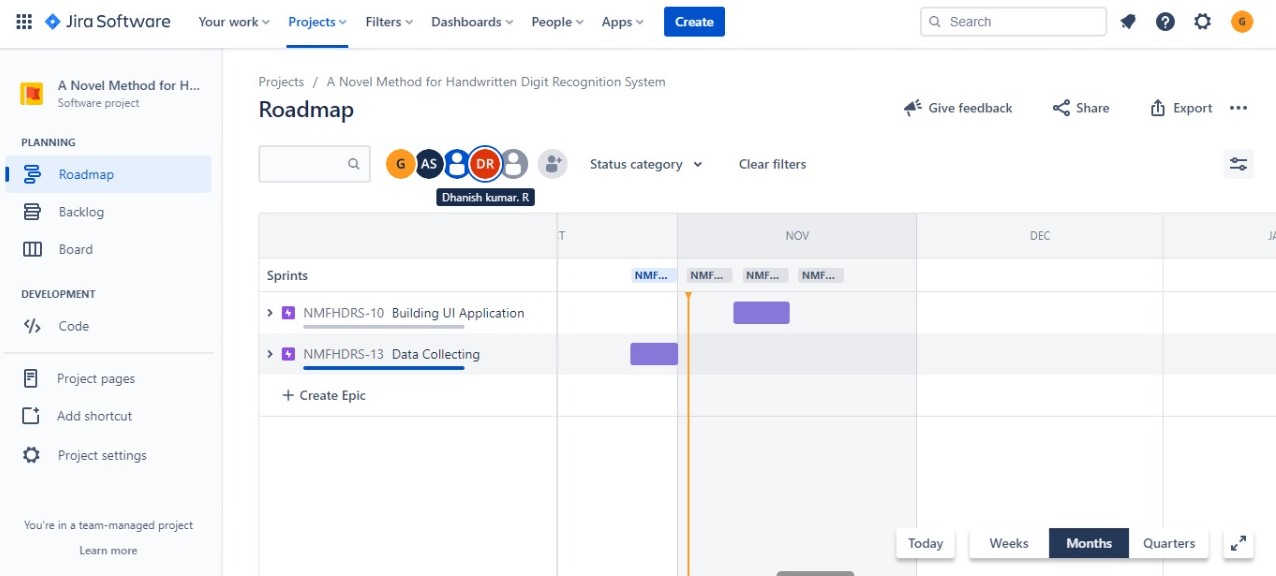 Jira Software Your work Projects Filters Dashboards People Apps Create Search G
A Novel Method for H...
Software project
PLANNING
Roadmap
Backlog
Board
DEVELOPMENT
Code
Project pages
Add shortcut
Project settings
You're in a team-managed project
Learn more
Projects / A Novel Method for Handwritten Digit Recognition System
Roadmap
Give feedback Share Export
G AS DR Status category Clear filters
Dhanish kumar. R
T NOV DEC JA
Sprints NMF... NMF... NMF... NMF...
NMFHDRS-10 Building UI Application
NMFHDRS-13 Data Collecting
+ Create Epic
Today Weeks Months Quarters